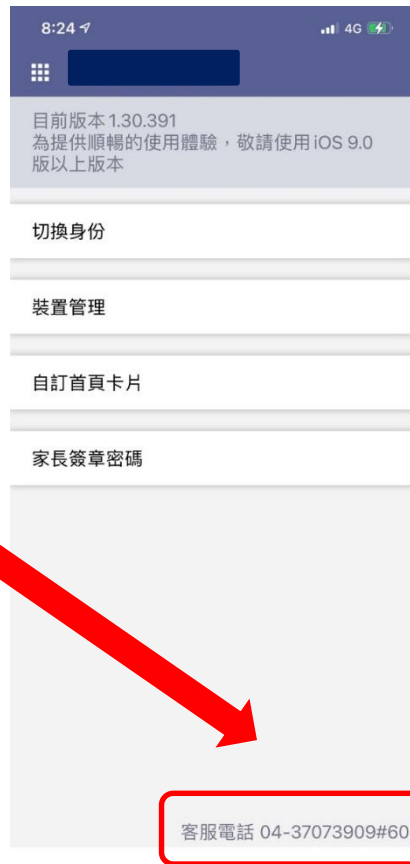 8:24
4G
目前版本 1.30.391
為提供順暢的使用體驗，敬請使用 iOS 9.0
版以上版本
切換身份
裝置管理
自訂首頁卡片
家長簽章密碼
客服電話 04-37073909#60